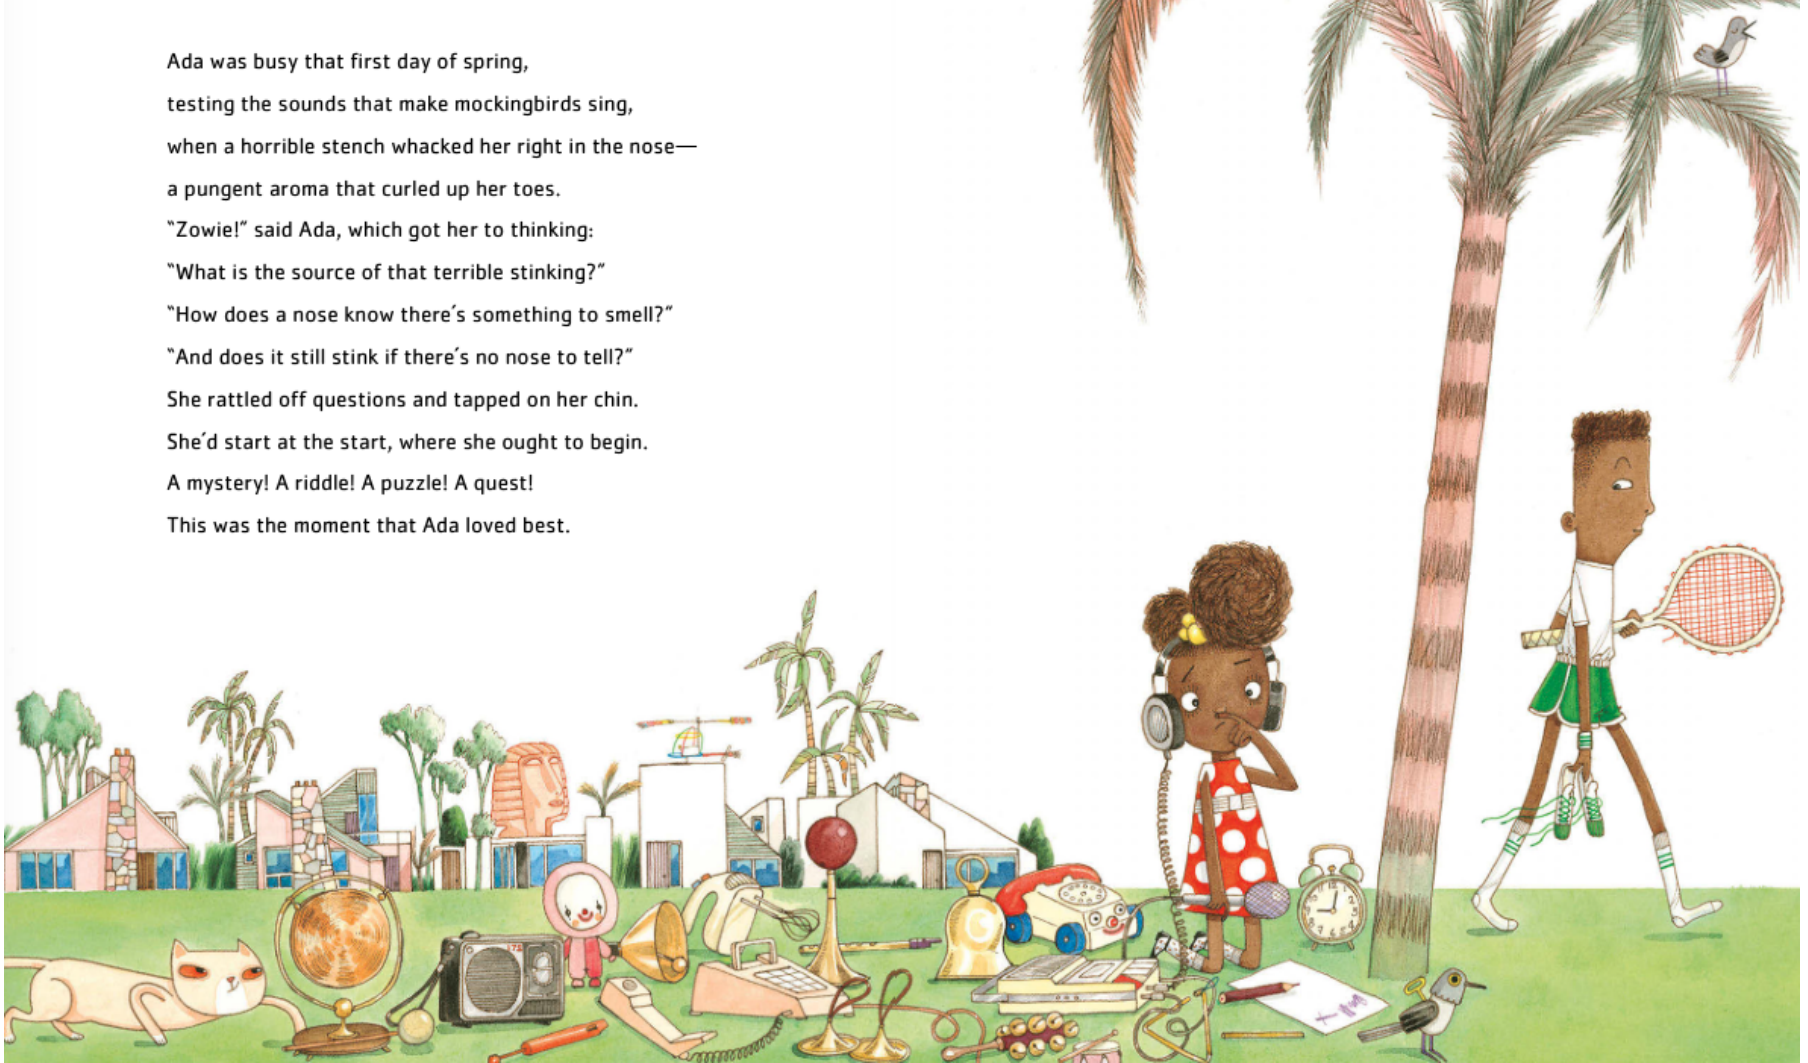 Ada was busy that first day of spring,
testing the sounds that make mockingbirds sing,
when a horrible stench whacked her right in the nose—
a pungent aroma that curled up her toes.
“Zowie!” said Ada, which got her to thinking:
“What is the source of that terrible stinking?”
“How does a nose know there’s something to smell?”
“And does it still stink if there’s no nose to tell?”
She rattled off questions and tapped on her chin.
She’d start at the start, where she ought to begin.
A mystery! A riddle! A puzzle! A quest!
This was the moment that Ada loved best.